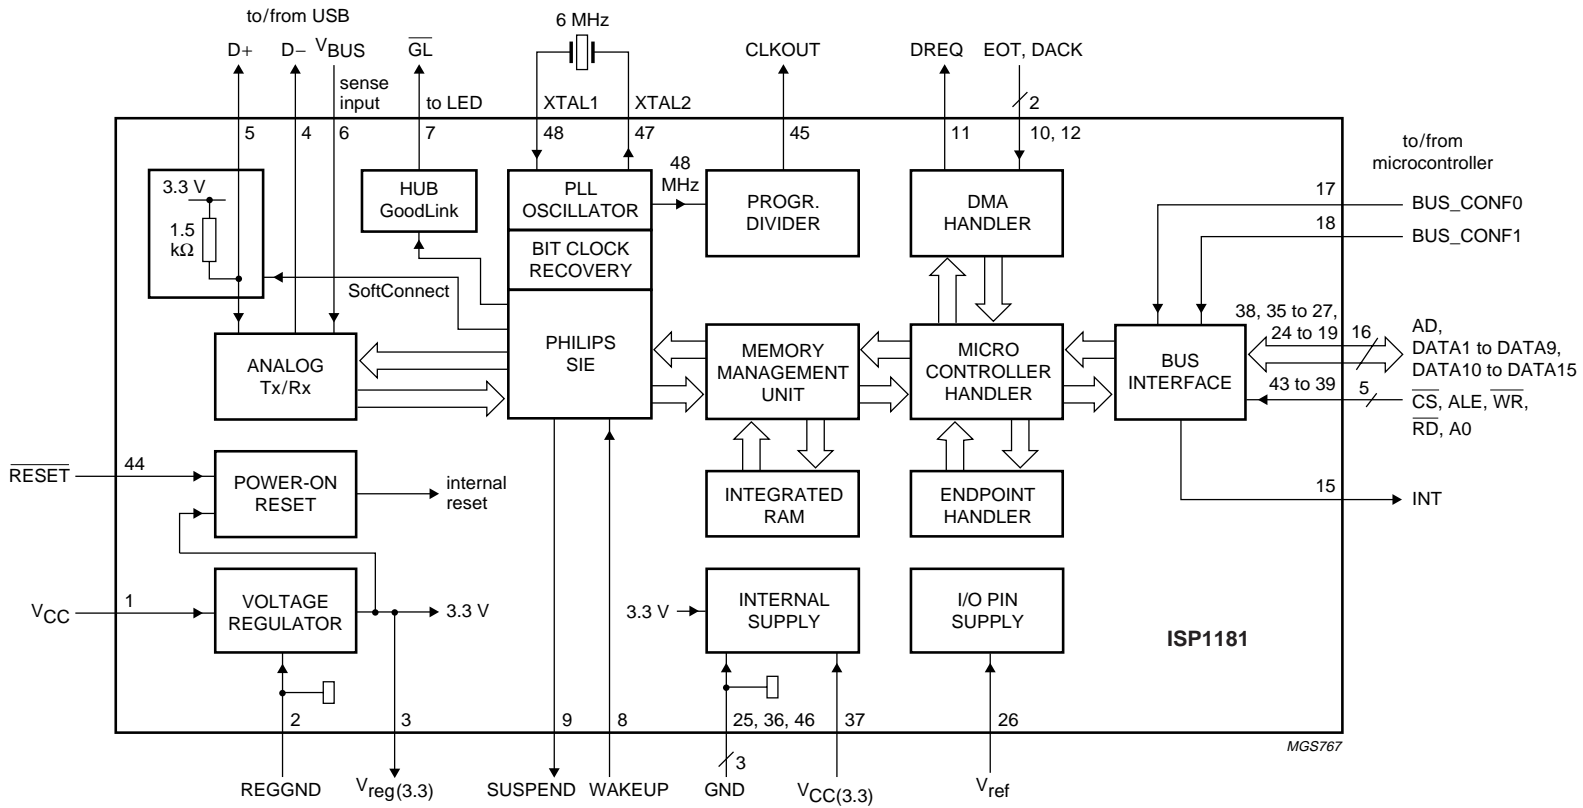 to/from USB
D+
D−
VBUS
GL
6 MHz
CLKOUT
DREQ
EOT, DACK
sense
input
to LED
XTAL1
XTAL2
2
5
4
6
7
48
47
45
11
10, 12
to/from
microcontroller
3.3 V
1.5
kΩ
HUB
GoodLink
PLL
OSCILLATOR
48
MHz
PROGR.
DIVIDER
DMA
HANDLER
17
BUS_CONF0
18
BUS_CONF1
BIT CLOCK
RECOVERY
SoftConnect
ANALOG
Tx/Rx
PHILIPS
SIE
MEMORY
MANAGEMENT
UNIT
MICRO
CONTROLLER
HANDLER
BUS
INTERFACE
38, 35 to 27,
24 to 19
16
AD,
DATA1 to DATA9,
DATA10 to DATA15
43 to 39
5
CS, ALE, WR,
RD, A0
RESET
44
POWER-ON
RESET
internal
reset
INTEGRATED
RAM
ENDPOINT
HANDLER
15
INT
VCC
1
VOLTAGE
REGULATOR
3.3 V
3.3 V
INTERNAL
SUPPLY
I/O PIN
SUPPLY
ISP1181
2
3
9
8
25, 36, 46
37
26
MGS767
3
REGGND
Vreg(3.3)
SUSPEND
WAKEUP
GND
VCC(3.3)
Vref